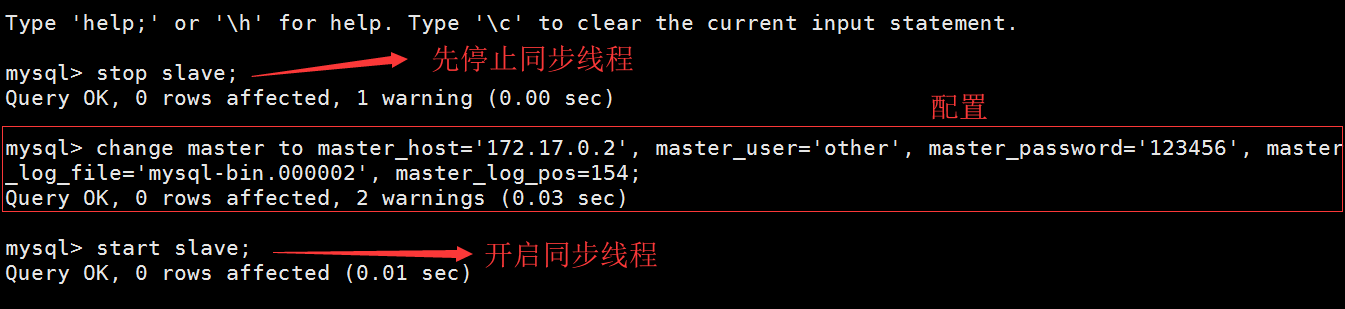 Type 'help;' or '\h' for help. Type '\c' to clear the current input statement.
mysql> stop slave;
先停止同步线程
Query OK, 0 rows affected, 1 warning (0.00 sec)
配置
mysql> change master to master_host='172.17.0.2', master_user='other', master_password='123456', master
_log_file='mysql-bin.000002', master_log_pos=154;
Query OK, 0 rows affected, 2 warnings (0.03 sec)
mysql> start slave;
开启同步线程
Query OK, 0 rows affected (0.01 sec)